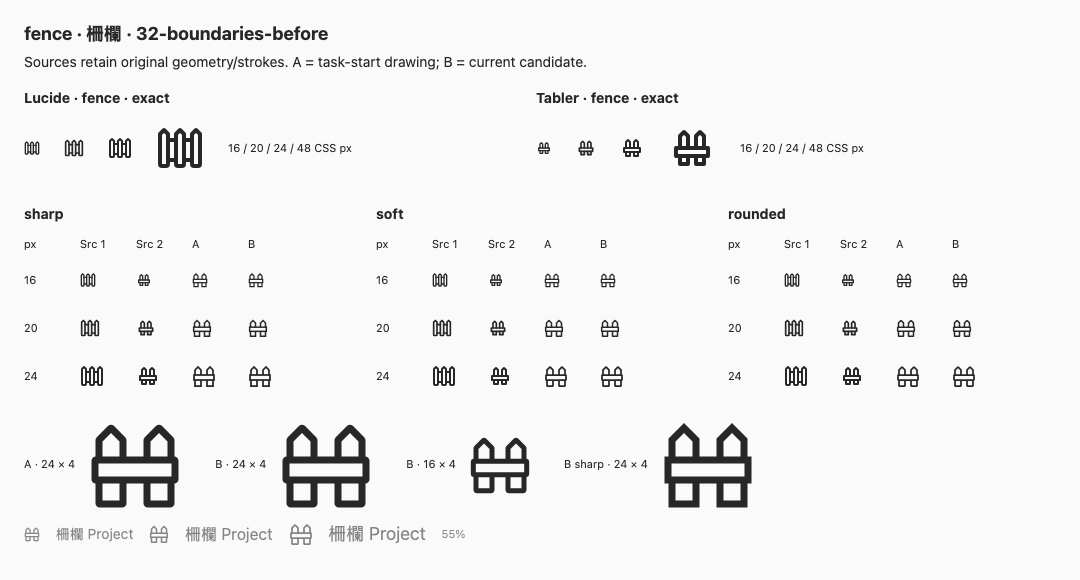 fence · 柵欄 · 32-boundaries-before
Sources retain original geometry/strokes. A = task-start drawing; B = current candidate.
Lucide · fence · exact
Tabler · fence · exact
16 / 20 / 24 / 48 CSS px
16 / 20 / 24 / 48 CSS px
sharp
soft
rounded
px Src 1 Src 2 A B
px Src 1 Src 2 A B
px Src 1 Src 2 A B
16
16
16
20
20
20
24
24
24
A · 24 × 4
B · 24 × 4
B · 16 × 4
B sharp · 24 × 4
柵欄 Project
柵欄 Project
柵欄 Project
55%